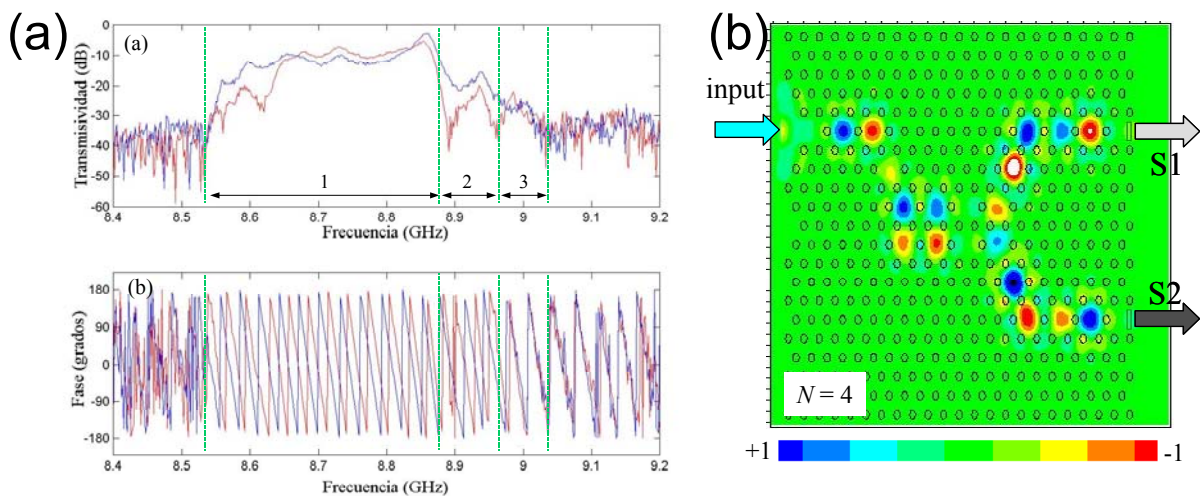 (a)
(a)
Transmisividad (dB)
0
-10
-20
-30
-40
-50
-60
1
2
3
8.4 8.5 8.6 8.7 8.8 8.9 9 9.1 9.2
Frecuencia (GHz)
(b)
Fase (grados)
180
90
0
-90
-180
8.4 8.5 8.6 8.7 8.8 8.9 9 9.1 9.2
Frecuencia (GHz)
(b)
input
S1
S2
N = 4
+1
-1